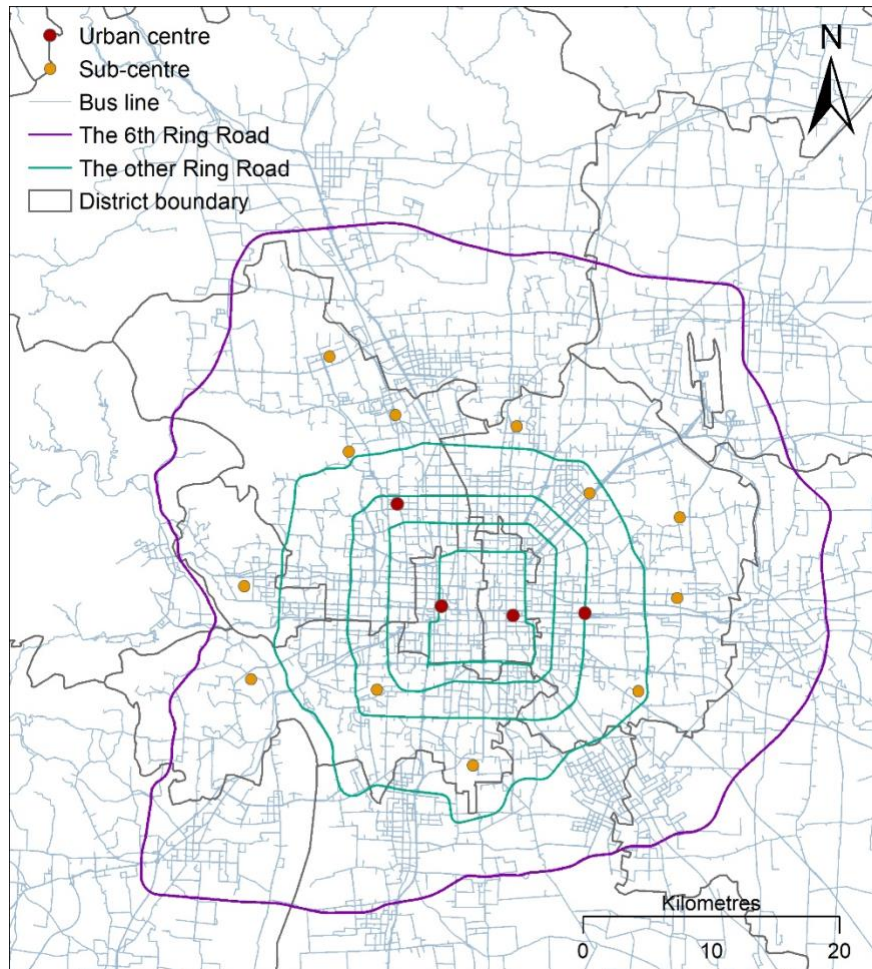 Urban centre
Sub-centre
Bus line
The 6th Ring Road
The other Ring Road
District boundary
N
Kilometres
0 10 20